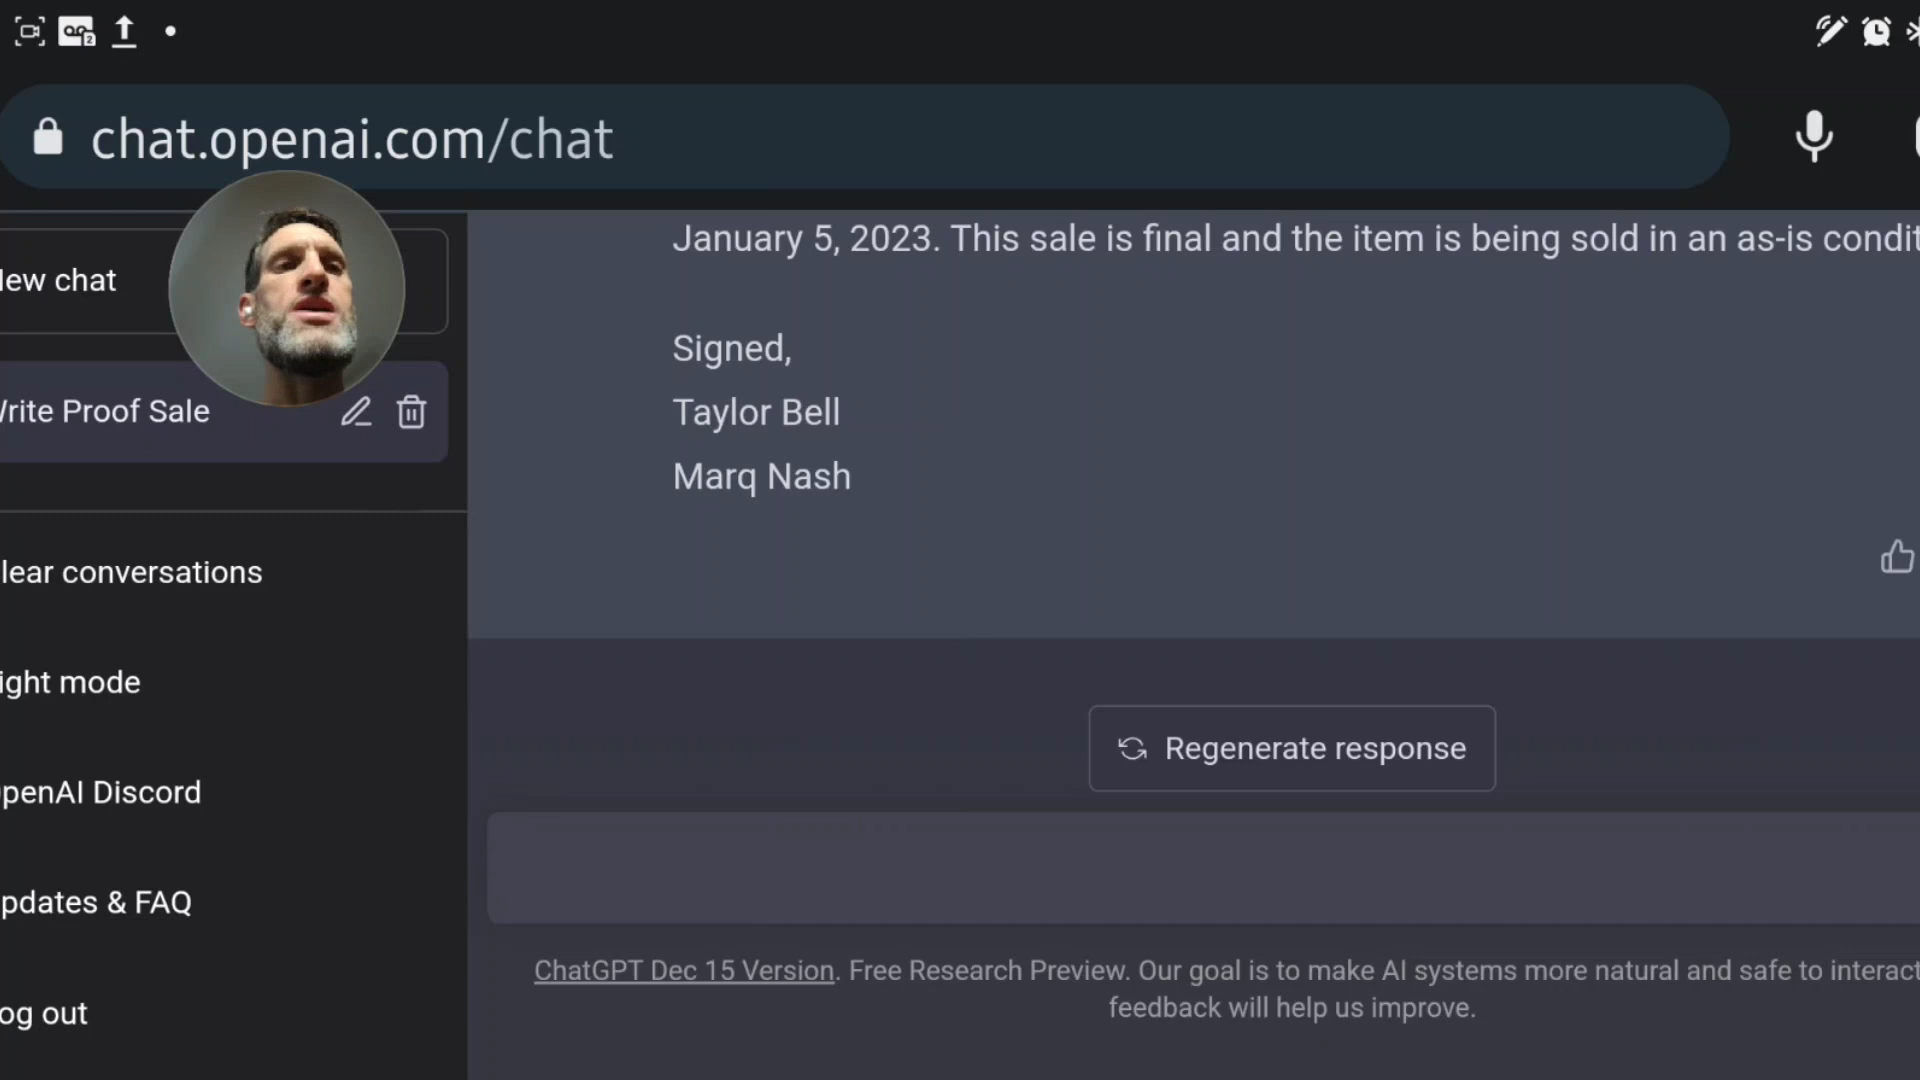 chat.openai.com/chat
January 5, 2023. This sale is final and the item is being sold in an as-is condit
ew chat
Signed,
Taylor Bell
Marq Nash
rite Proof Sale
lear conversations
ight mode
Regenerate response
penAI Discord
pdates & FAQ
ChatGPT Dec 15 Version. Free Research Preview. Our goal is to make AI systems more natural and safe to interact
feedback will help us improve.
og out